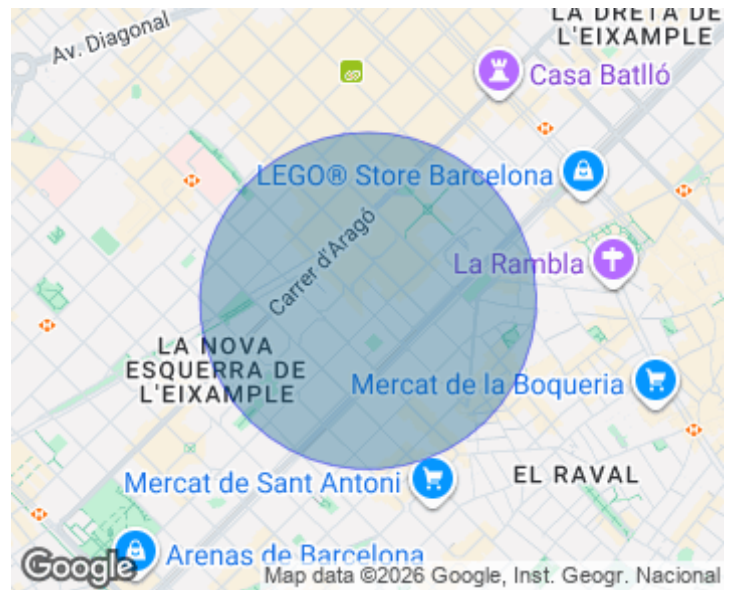 LA DRETA DE
L'EIXAMPLE
Av. Diagonal
Casa Batlló
LEGO® Store Barcelona
Carrer d'Aragó
La Rambla
LA NOVA
ESQUERRA DE
L'EIXAMPLE
Mercat de la Boqueria
Mercat de Sant Antoni
EL RAVAL
Arenas de Barcelona
Google
Map data ©2026 Google, Inst. Geogr. Nacional